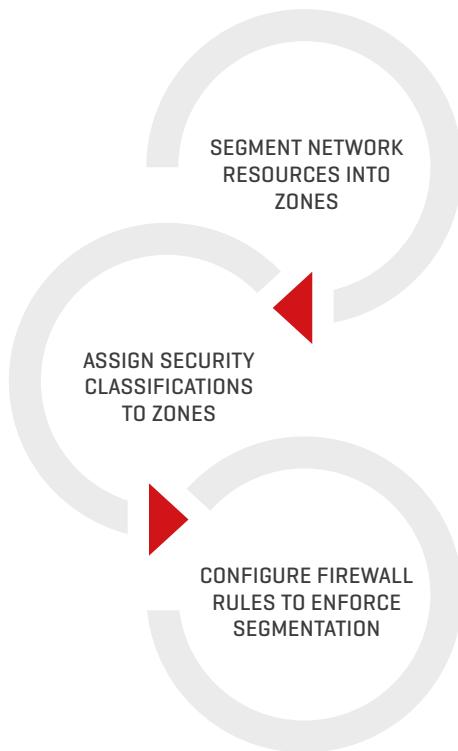 SEGMENT NETWORK
RESOURCES INTO
ZONES
ASSIGN SECURITY
CLASSIFICATIONS
TO ZONES
CONFIGURE FIREWALL
RULES TO ENFORCE
SEGMENTATION